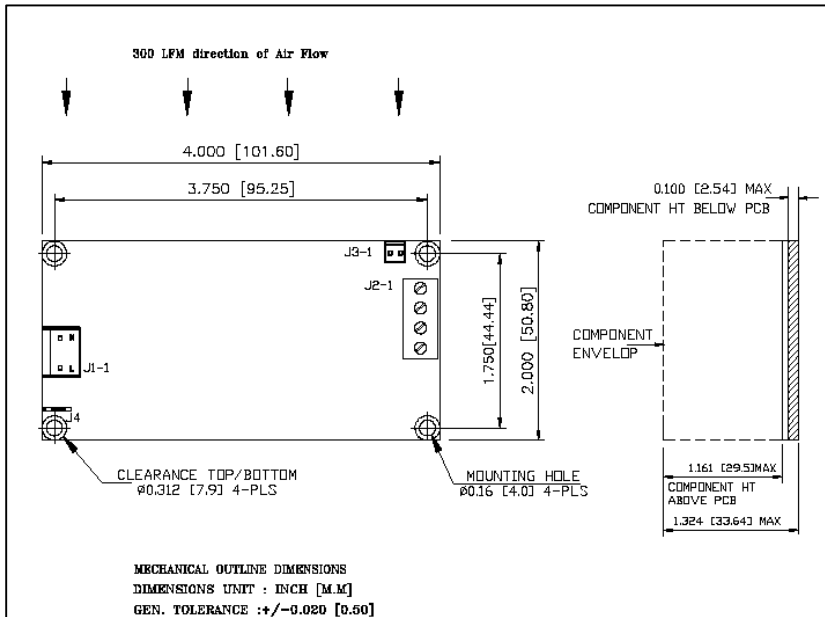 300 LFM direction of Air Flow
4.000 [101.60]
3.750 [95.25]
0.100 [2.54] MAX
COMPONENT HT BELOW PCB
J3-1
J2-1
1.750[44.44]
2.000 [50.80]
COMPONENT
ENVELOP
N
L
J1-1
J4
CLEARANCE TOP/BOTTOM
Ø0.312 [7.9] 4-PLS
MOUNTING HOLE
Ø0.16 [4.0] 4-PLS
1.161 [29.5]MAX
COMPONENT HT
ABOVE PCB
1.324 [33.64] MAX
MECHANICAL OUTLINE DIMENSIONS
DIMENSIONS UNIT : INCH [M.M]
GEN. TOLERANCE :+/-0.020 [0.50]